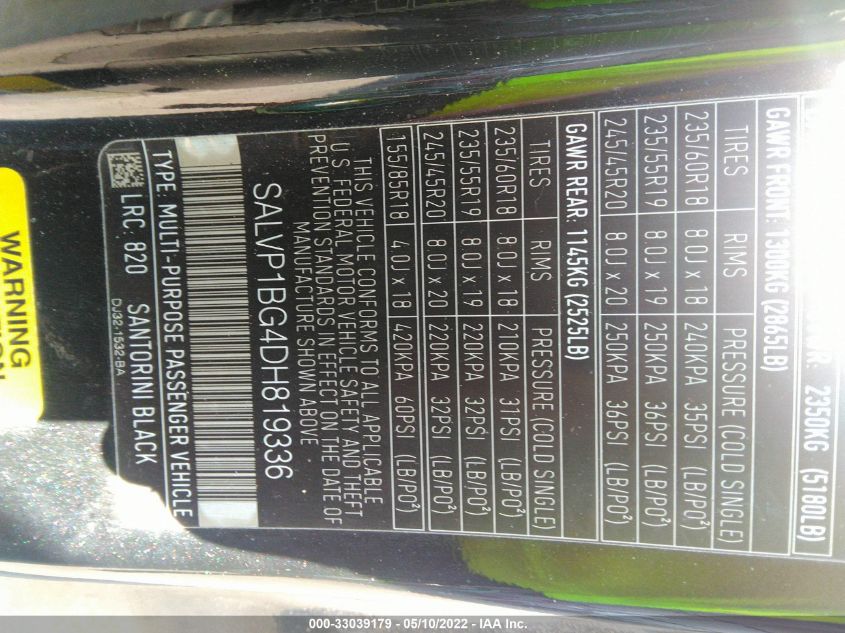 WR: 2350KG (5180LB)
GAWR FRONT: 1300KG (2865LB)
TIRES RIMS PRESSURE (COLD SINGLE)
235/60R18 8.0J x 18 240KPA 35PSI (LB/PO²)
235/55R19 8.0J x 19 250KPA 36PSI (LB/PO²)
245/45R20 8.0J x 20 250KPA 36PSI (LB/PO²)
GAWR REAR: 1145KG (2525LB)
TIRES RIMS PRESSURE (COLD SINGLE)
235/60R18 8.0J x 18 210KPA 31PSI (LB/PO²)
235/55R19 8.0J x 19 220KPA 32PSI (LB/PO²)
245/45R20 8.0J x 20 220KPA 32PSI (LB/PO²)
155/85R18 4.0J x 18 420KPA 60PSI (LB/PO²)
THIS VEHICLE CONFORMS TO ALL APPLICABLE
U.S. FEDERAL MOTOR VEHICLE SAFETY AND THEFT
PREVENTION STANDARDS IN EFFECT ON THE DATE OF
MANUFACTURE SHOWN ABOVE.
SALVP1BG4DH819336
TYPE: MULTI-PURPOSE PASSENGER VEHICLE
LRC: 820 SANTORINI BLACK
DJ32-1532-BA
WARNING
000-33039179 — 05/10/2022 — IAA Inc.